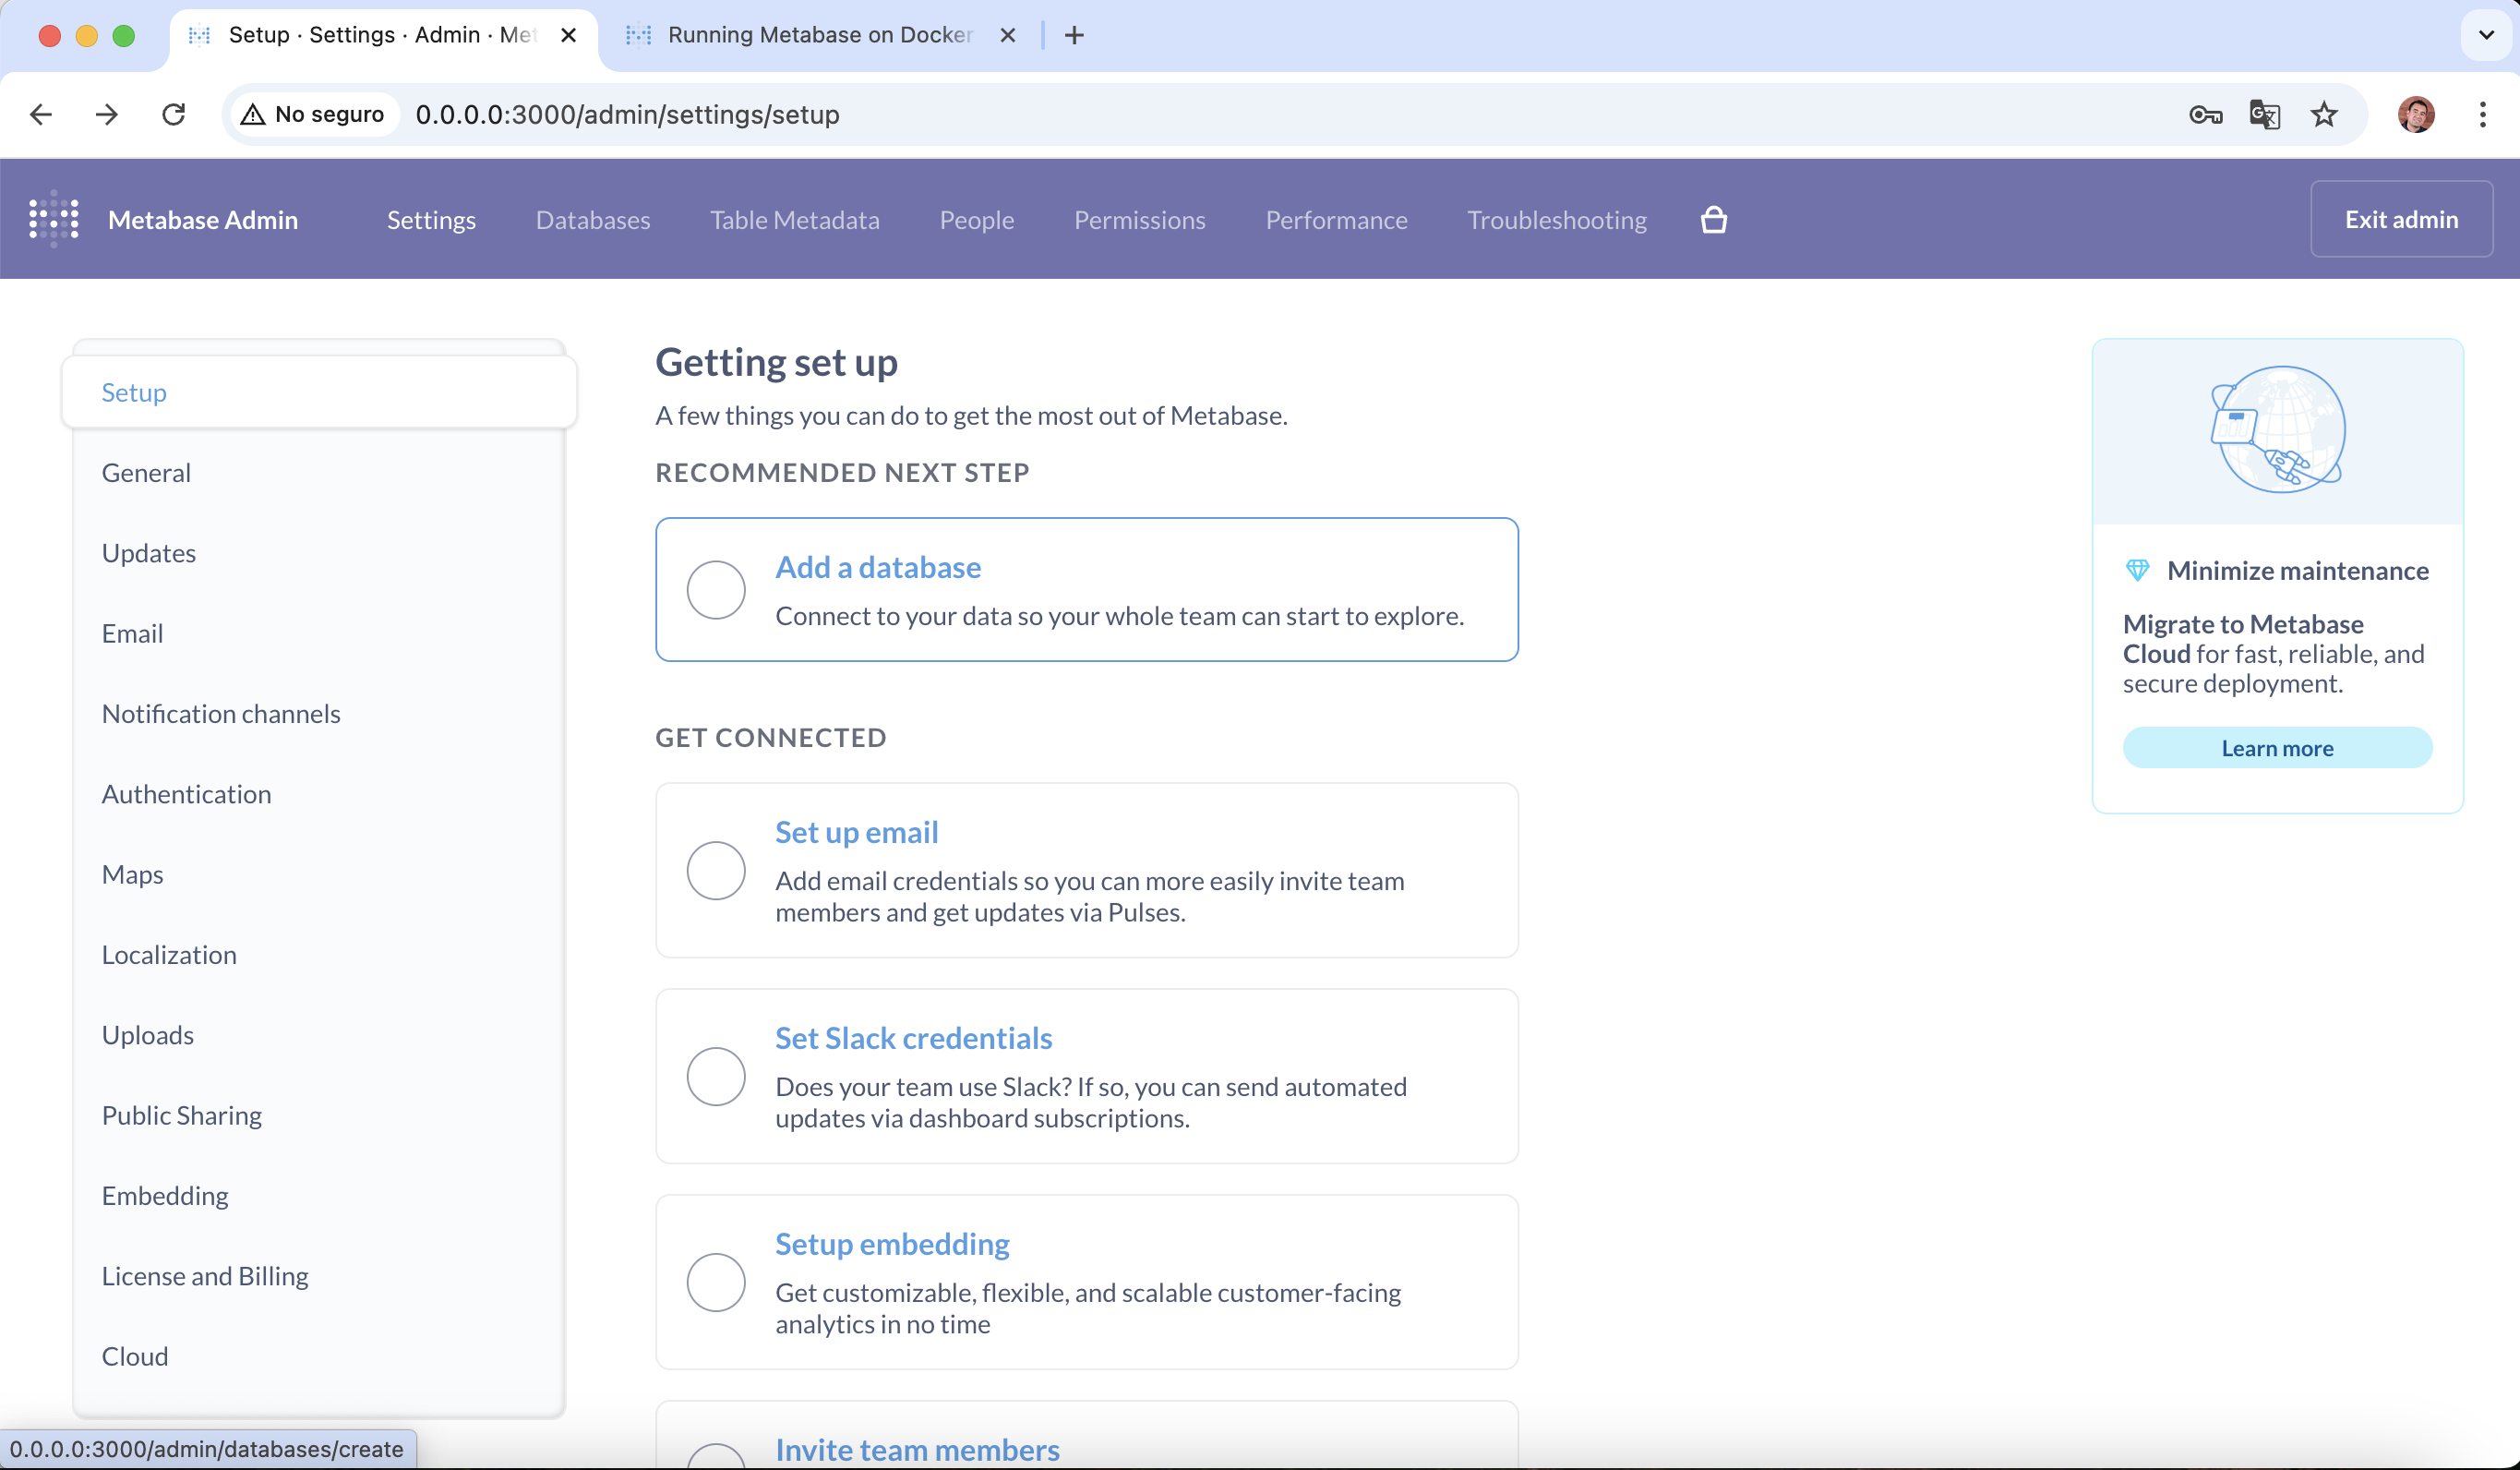 Setup · Settings · Admin · Met
Running Metabase on Docker
No seguro
0.0.0.0:3000/admin/settings/setup
Metabase Admin
Settings
Databases
Table Metadata
People
Permissions
Performance
Troubleshooting
Exit admin
Setup
General
Updates
Email
Notification channels
Authentication
Maps
Localization
Uploads
Public Sharing
Embedding
License and Billing
Cloud
Getting set up
A few things you can do to get the most out of Metabase.
RECOMMENDED NEXT STEP
Add a database
Connect to your data so your whole team can start to explore.
GET CONNECTED
Set up email
Add email credentials so you can more easily invite team
members and get updates via Pulses.
Set Slack credentials
Does your team use Slack? If so, you can send automated
updates via dashboard subscriptions.
Setup embedding
Get customizable, flexible, and scalable customer-facing
analytics in no time
Invite team members
Minimize maintenance
Migrate to Metabase
Cloud for fast, reliable, and
secure deployment.
Learn more
0.0.0.0:3000/admin/databases/create